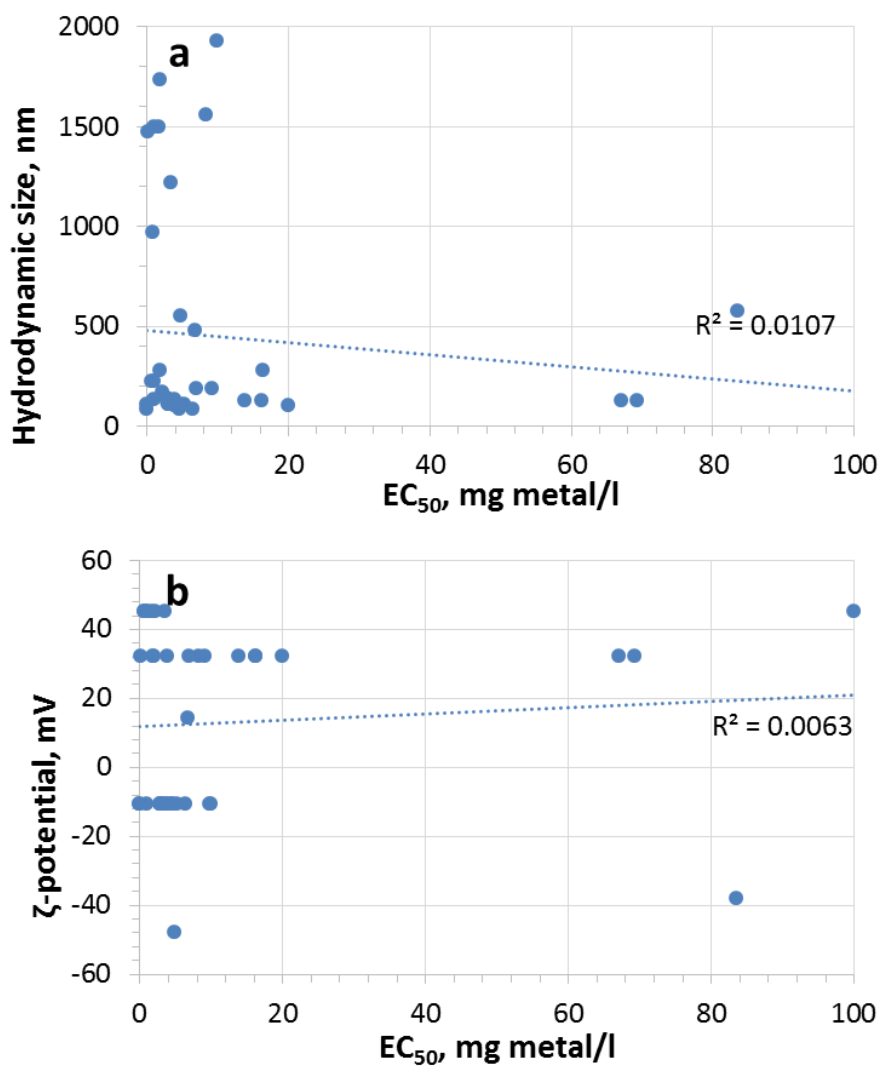 a
2000
1500
1000
500
0
Hydrodynamic size, nm
R² = 0.0107
0 20 40 60 80 100
EC₅₀, mg metal/l
b
60
40
20
0
-20
-40
-60
ζ-potential, mV
R² = 0.0063
0 20 40 60 80 100
EC₅₀, mg metal/l